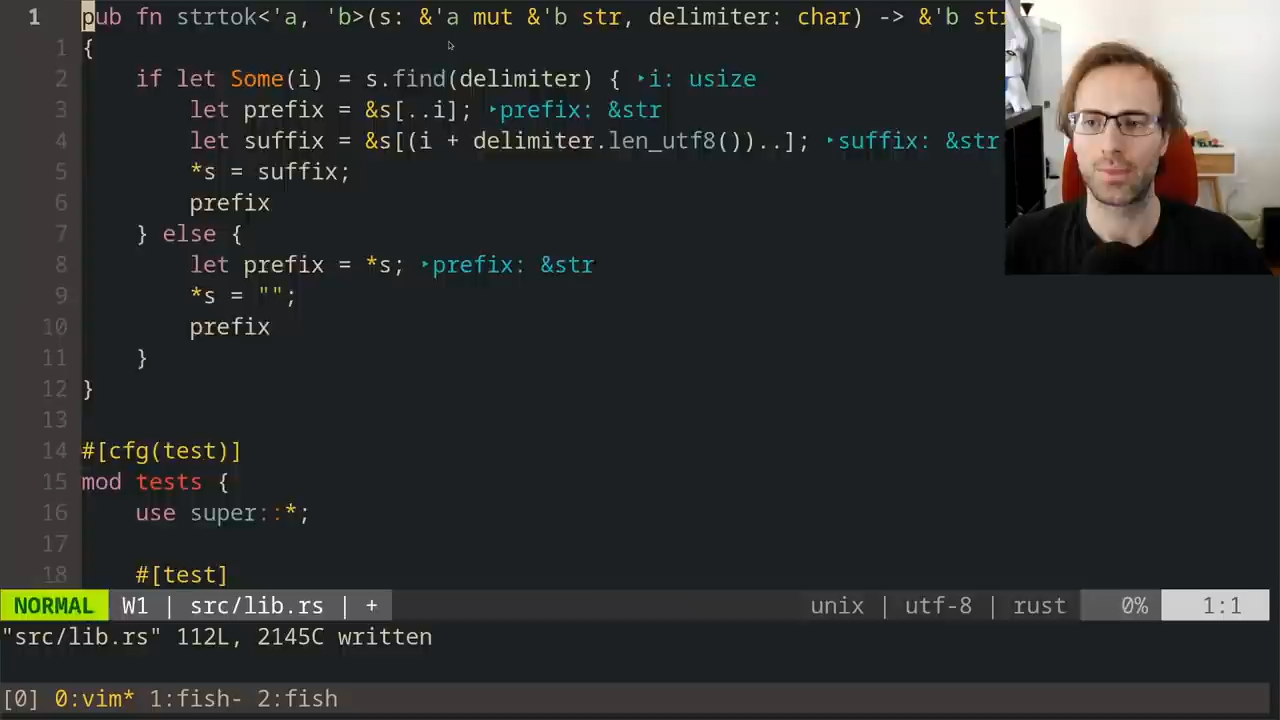 1 pub fn strtok<'a, 'b>(s: &'a mut &'b str, delimiter: char) -> &'b
1 {
2 if let Some(i) = s.find(delimiter) { ‣i: usize
3 let prefix = &s[..i]; ‣prefix: &str
4 let suffix = &s[(i + delimiter.len_utf8())..]; ‣suffix: &str
5 *s = suffix;
6 prefix
7 } else {
8 let prefix = *s; ‣prefix: &str
9 *s = "";
10 prefix
11 }
12 }
13
14 #[cfg(test)]
15 mod tests {
16 use super::*;
17
18 #[test]
NORMAL W1 | src/lib.rs | + unix | utf-8 | rust 0% 1:1
"src/lib.rs" 112L, 2145C written
[0] 0:vim* 1:fish- 2:fish